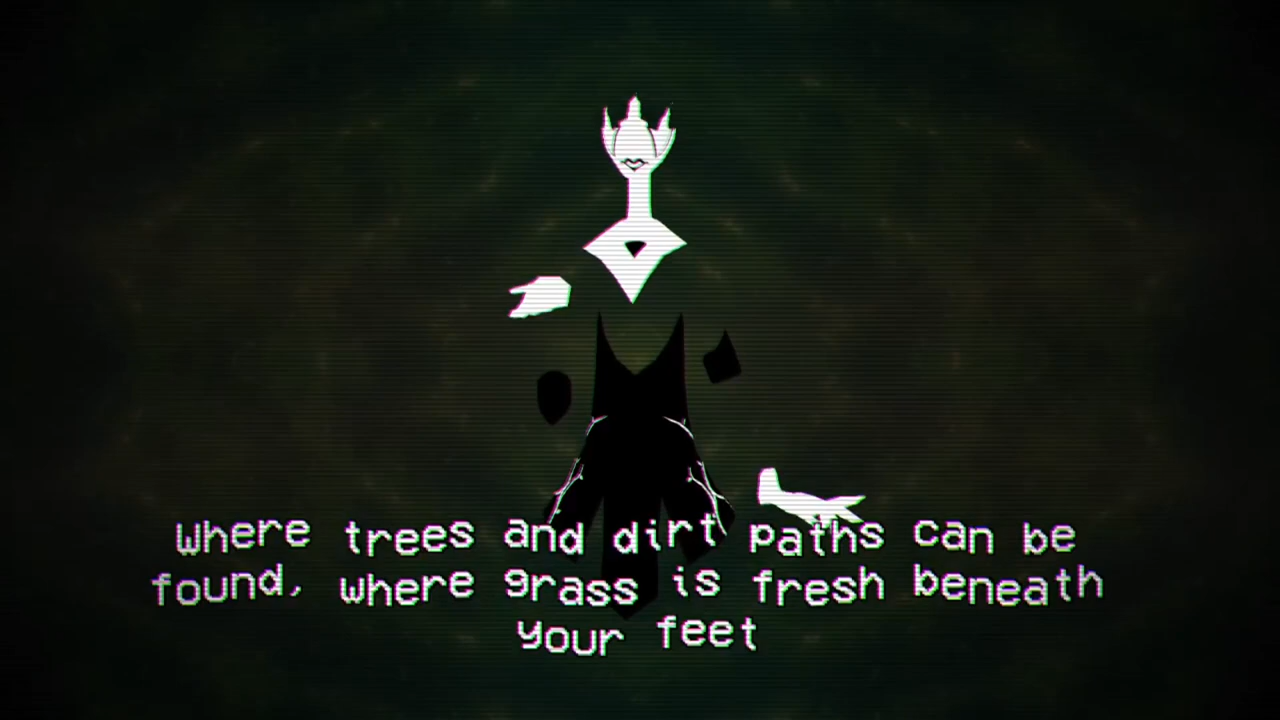 Where trees and dirt paths can be
found, where grass is fresh beneath
your feet